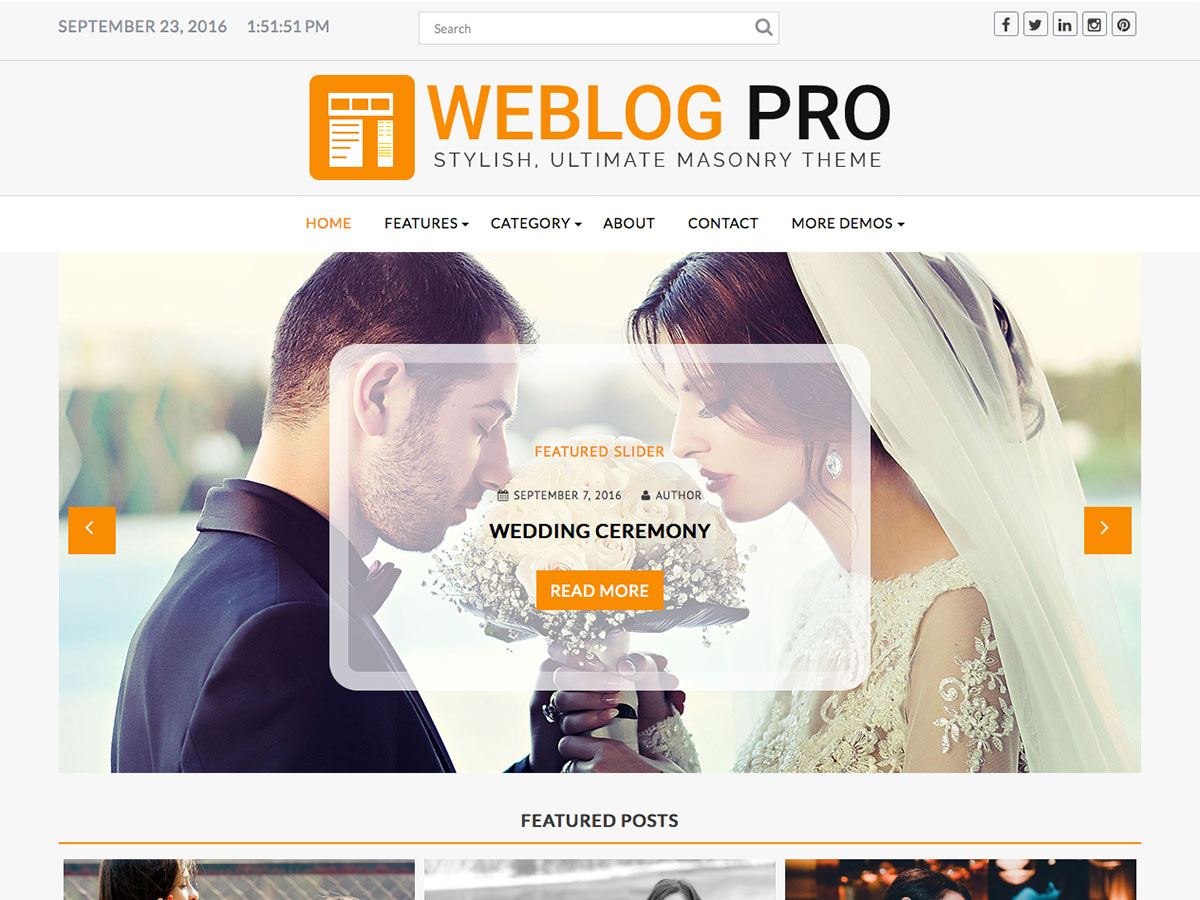 SEPTEMBER 23, 2016 1:51:51 PM
Search
WEBLOG PRO
STYLISH, ULTIMATE MASONRY THEME
HOME FEATURES CATEGORY ABOUT CONTACT MORE DEMOS
FEATURED SLIDER
SEPTEMBER 7, 2016 AUTHOR
WEDDING CEREMONY
READ MORE
FEATURED POSTS